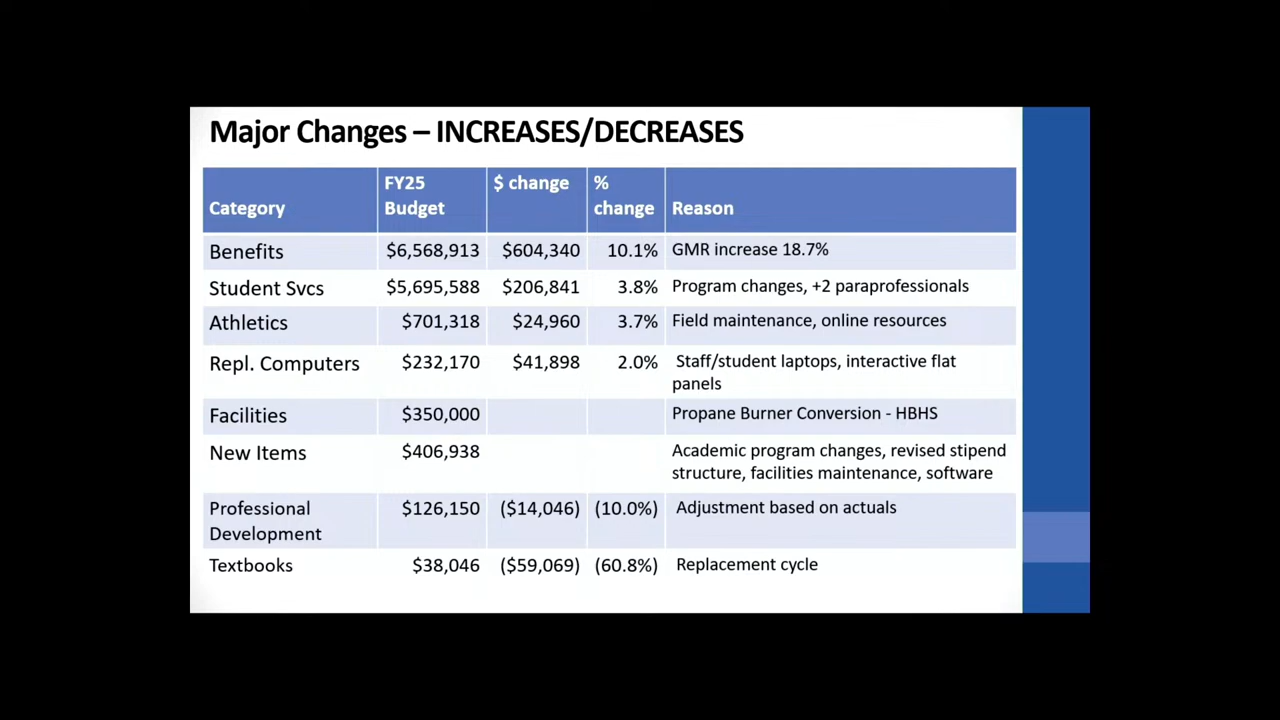 Major Changes – INCREASES/DECREASES
Category FY25 Budget $ change % change Reason
Benefits $6,568,913 $604,340 10.1% GMR increase 18.7%
Student Svcs $5,695,588 $206,841 3.8% Program changes, +2 paraprofessionals
Athletics $701,318 $24,960 3.7% Field maintenance, online resources
Repl. Computers $232,170 $41,898 2.0% Staff/student laptops, interactive flat
panels
Facilities $350,000 Propane Burner Conversion - HBHS
New Items $406,938 Academic program changes, revised stipend
structure, facilities maintenance, software
Professional $126,150 ($14,046) (10.0%) Adjustment based on actuals
Development
Textbooks $38,046 ($59,069) (60.8%) Replacement cycle